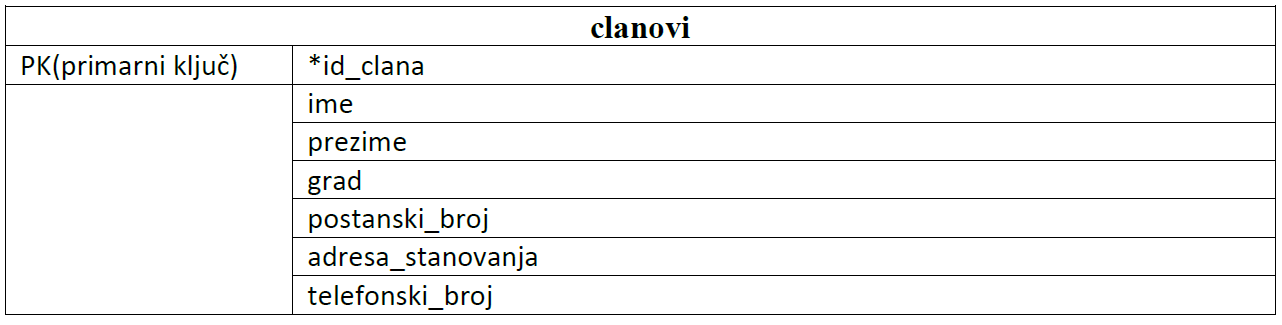 clanovi
PK(primarni ključ) *id_clana
ime
prezime
grad
postanski_broj
adresa_stanovanja
telefonski_broj